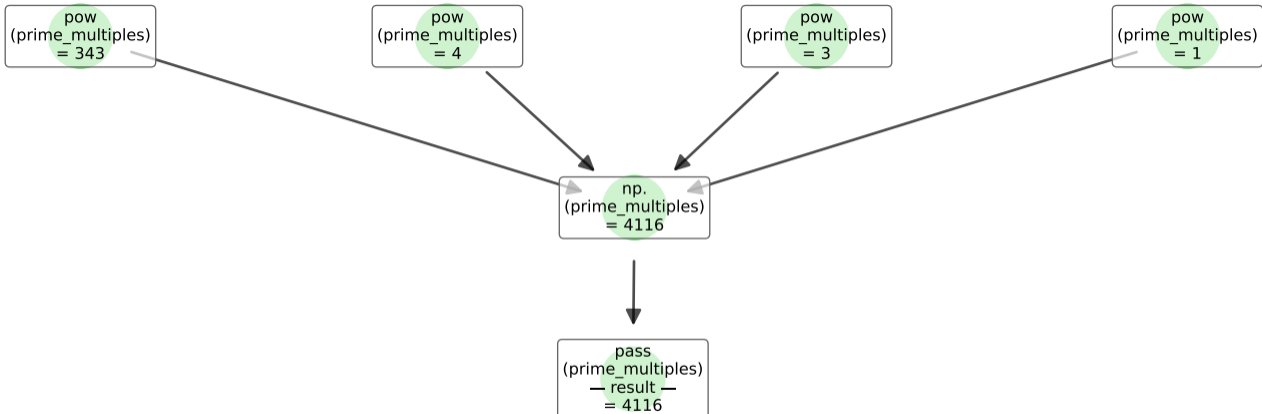 pow
(prime_multiples)
= 343
pow
(prime_multiples)
= 4
pow
(prime_multiples)
= 3
pow
(prime_multiples)
= 1
np.
(prime_multiples)
= 4116
pass
(prime_multiples)
— result —
= 4116